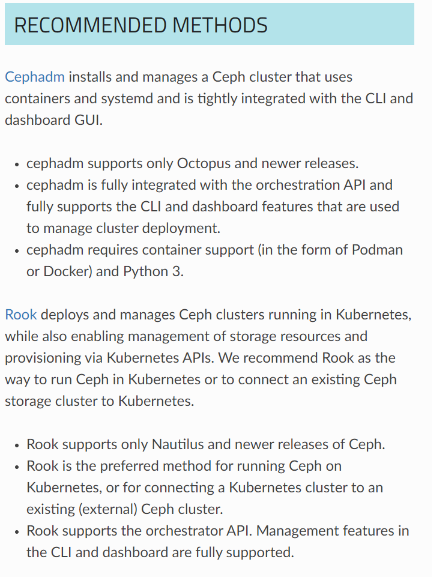 RECOMMENDED METHODS
Cephadm installs and manages a Ceph cluster that uses
containers and systemd and is tightly integrated with the CLI and
dashboard GUI.
• cephadm supports only Octopus and newer releases.
• cephadm is fully integrated with the orchestration API and
fully supports the CLI and dashboard features that are used
to manage cluster deployment.
• cephadm requires container support (in the form of Podman
or Docker) and Python 3.
Rook deploys and manages Ceph clusters running in Kubernetes,
while also enabling management of storage resources and
provisioning via Kubernetes APIs. We recommend Rook as the
way to run Ceph in Kubernetes or to connect an existing Ceph
storage cluster to Kubernetes.
• Rook supports only Nautilus and newer releases of Ceph.
• Rook is the preferred method for running Ceph on
Kubernetes, or for connecting a Kubernetes cluster to an
existing (external) Ceph cluster.
• Rook supports the orchestrator API. Management features in
the CLI and dashboard are fully supported.